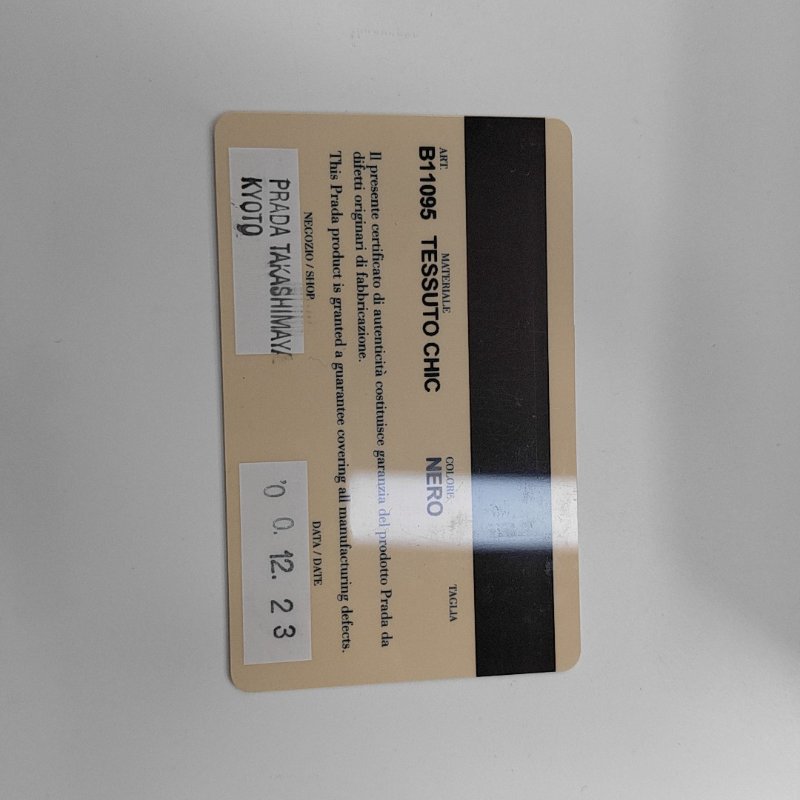 ART. MATERIALE COLORE TAGLIA
B11095 TESSUTO CHIC NERO
Il presente certificato di autenticità costituisce garanzia del prodotto Prada da
difetti originari di fabbricazione.
This Prada product is granted a guarantee covering all manufacturing defects.
NEGOZIO / SHOP DATA / DATE
PRADA TAKASHIMAYA '00.12.23
KYOTO